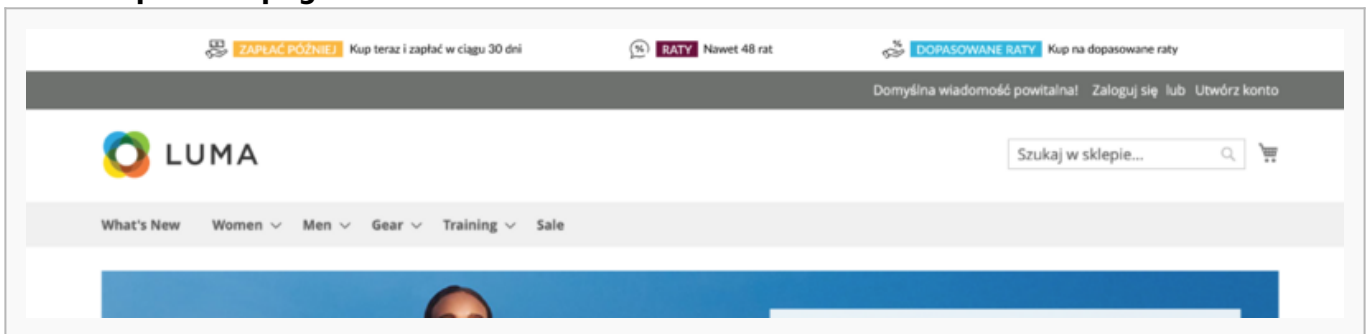 ZAPŁAĆ PÓŹNIEJ Kup teraz i zapłać w ciągu 30 dni RATY Nawet 48 rat DOPASOWANE RATY Kup na dopasowane raty
Domyślna wiadomość powitalna! Zaloguj się lub Utwórz konto
LUMA
Szukaj w sklepie...
What's New Women Men Gear Training Sale